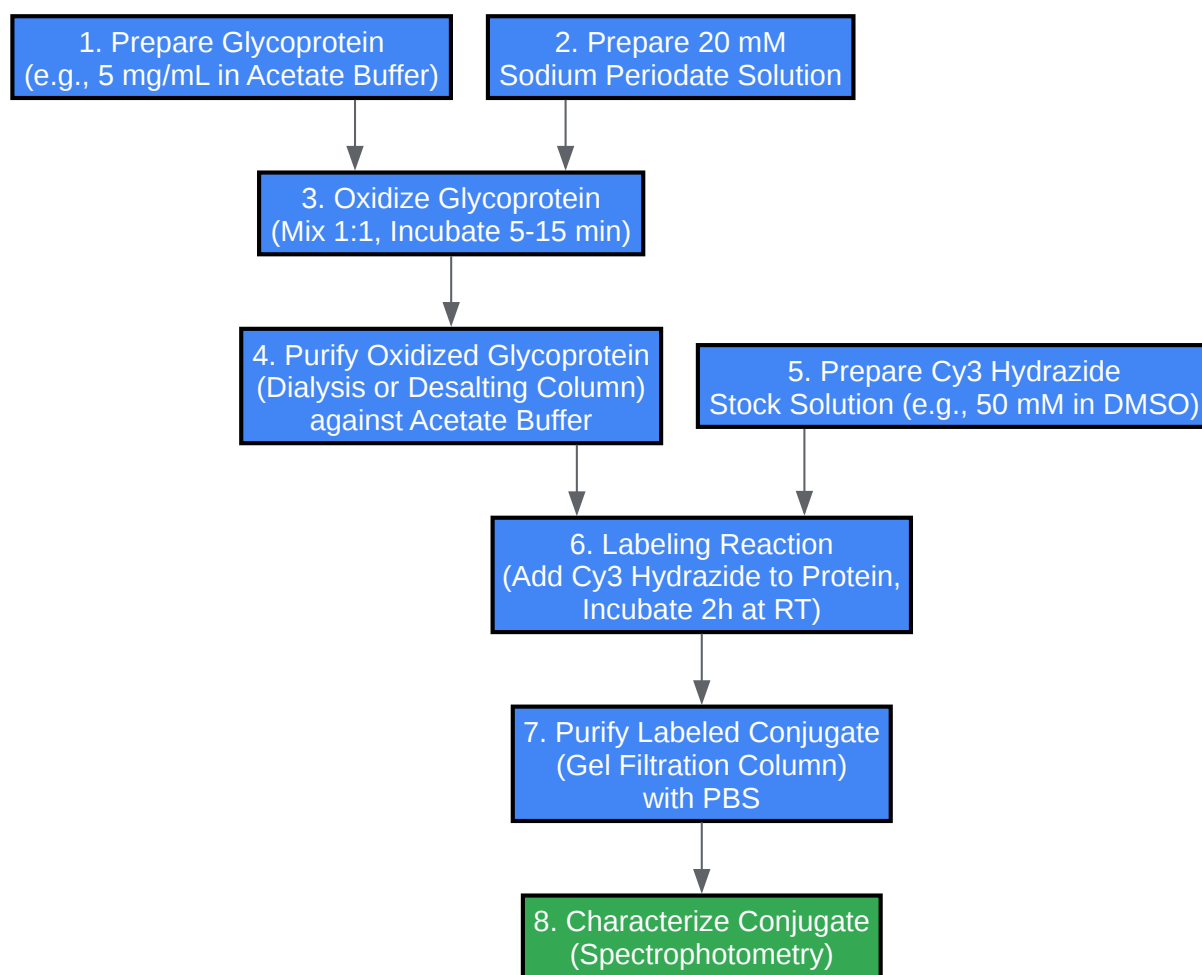 1. Prepare Glycoprotein
(e.g., 5 mg/mL in Acetate Buffer)
2. Prepare 20 mM
Sodium Periodate Solution
3. Oxidize Glycoprotein
(Mix 1:1, Incubate 5-15 min)
4. Purify Oxidized Glycoprotein
(Dialysis or Desalting Column)
against Acetate Buffer
5. Prepare Cy3 Hydrazide
Stock Solution (e.g., 50 mM in DMSO)
6. Labeling Reaction
(Add Cy3 Hydrazide to Protein,
Incubate 2h at RT)
7. Purify Labeled Conjugate
(Gel Filtration Column)
with PBS
8. Characterize Conjugate
(Spectrophotometry)